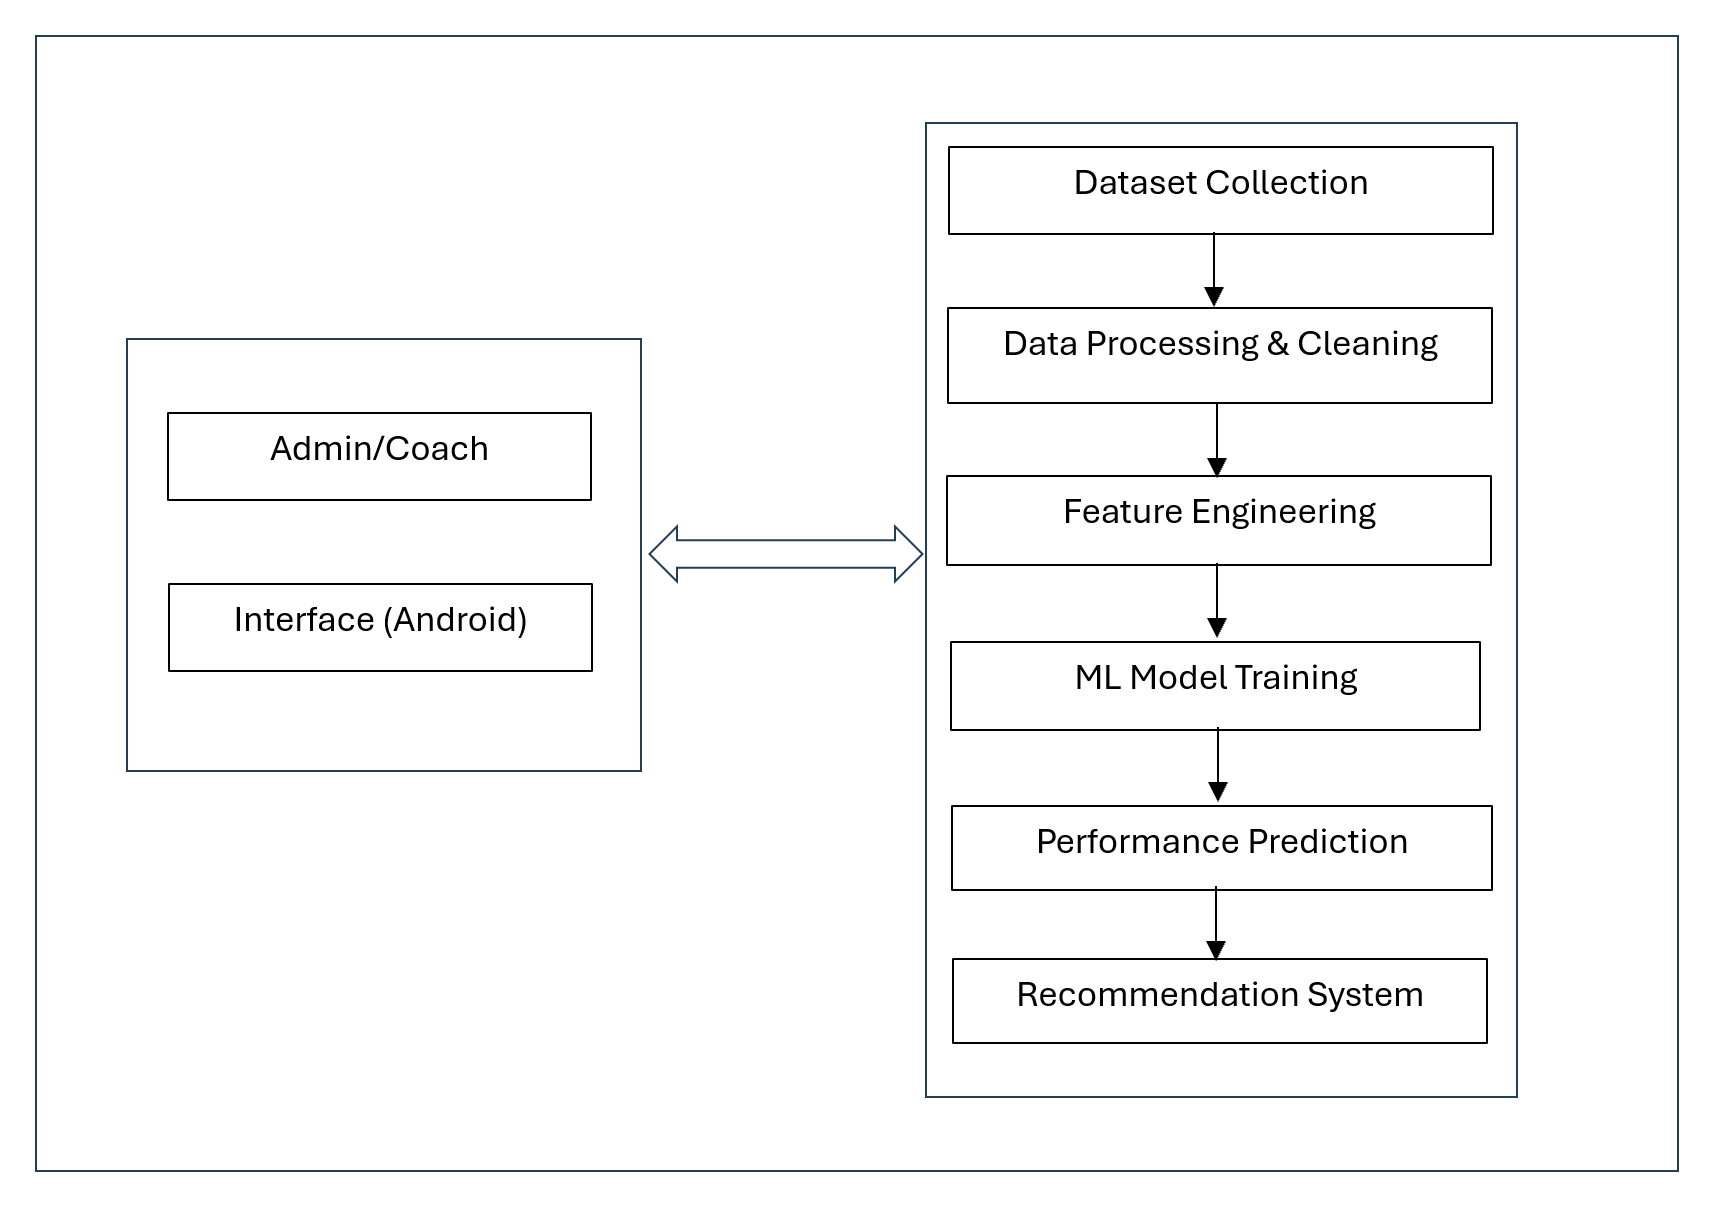 Admin/Coach
Interface (Android)
Dataset Collection
Data Processing & Cleaning
Feature Engineering
ML Model Training
Performance Prediction
Recommendation System